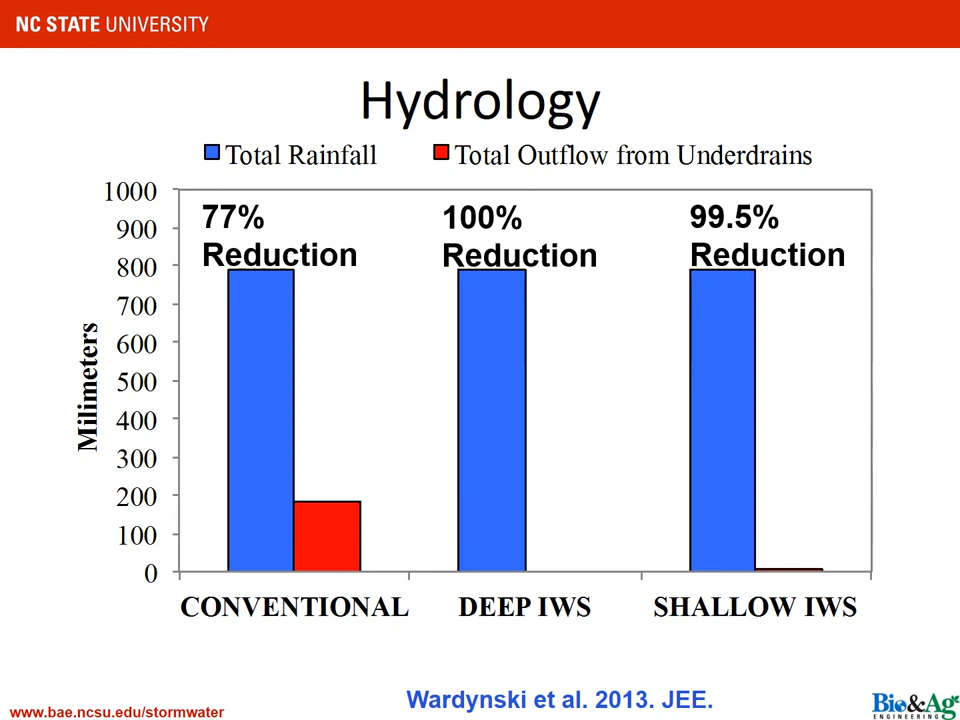 NC STATE UNIVERSITY
Hydrology
Total Rainfall
Total Outflow from Underdrains
1000
900
800
700
600
500
400
300
200
100
0
Milimeters
77%
Reduction
100%
Reduction
99.5%
Reduction
CONVENTIONAL
DEEP IWS
SHALLOW IWS
Wardynski et al. 2013. JEE.
www.bae.ncsu.edu/stormwater
Bio&Ag
ENGINEERING